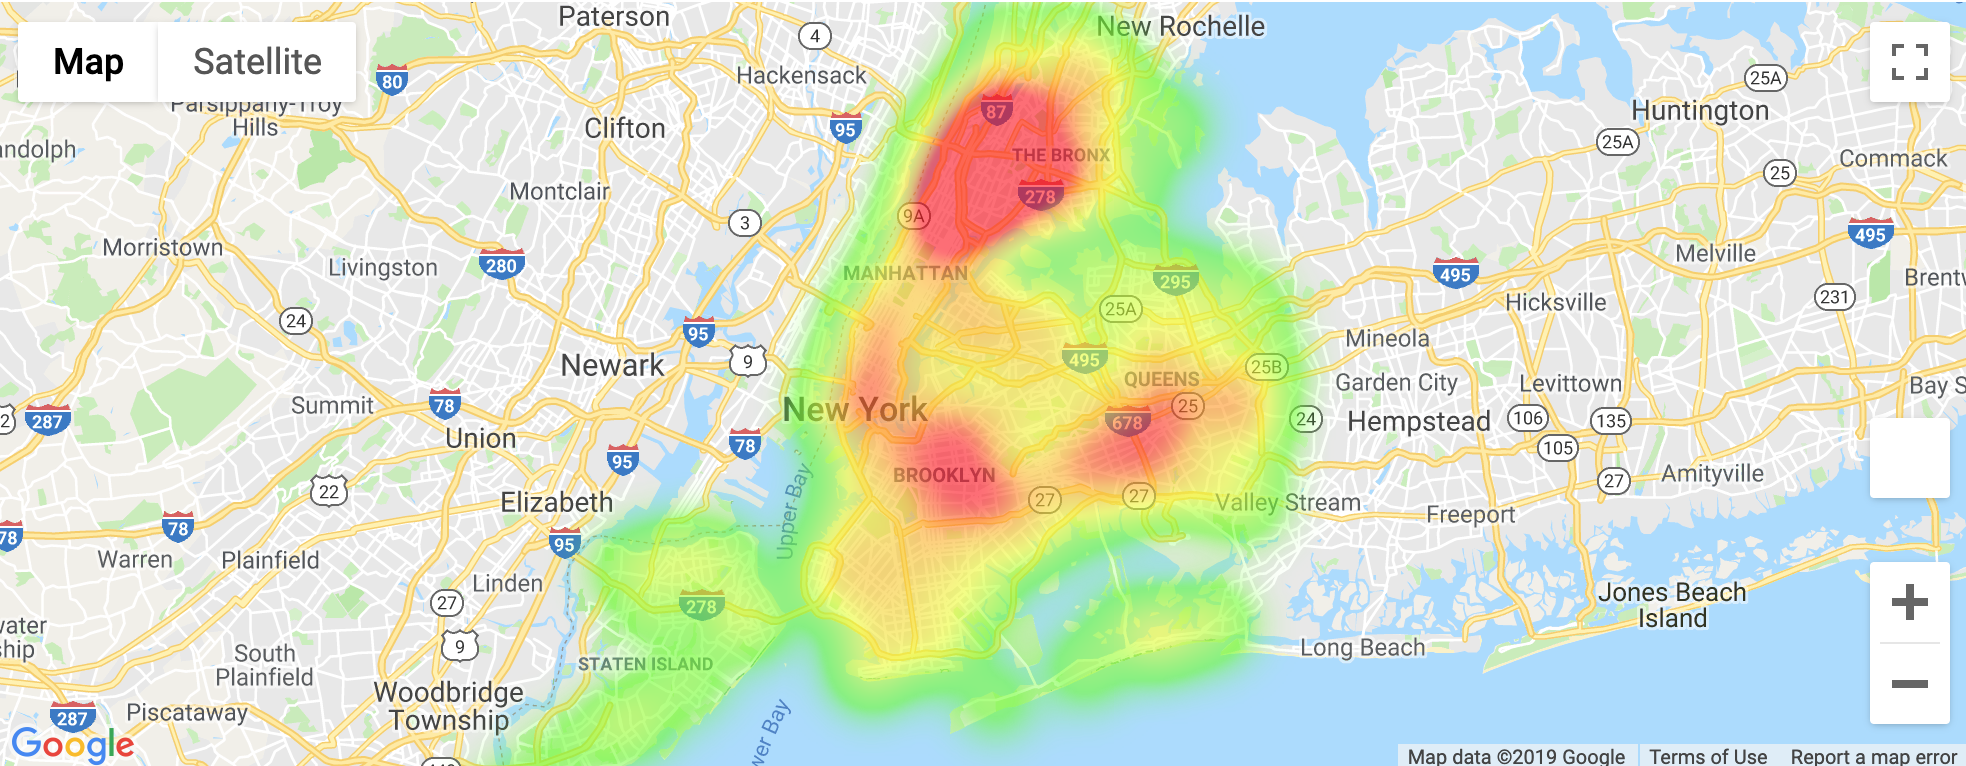 Paterson
New Rochelle
4
Map
Satellite
25A
80
Hackensack
Parsippany-Troy
Hills
Clifton
95
87
Huntington
25A
andolph
THE BRONX
Commack
25
Montclair
278
3
9A
Morristown
495
Livingston
280
MANHATTAN
295
495
Melville
Brentw
24
25A
Hicksville
231
95
9
Newark
495
Mineola
25B
QUEENS
Garden City
Levittown
Bay S
Summit
78
New York
25
287
2
678
24
Hempstead
106
135
Union
78
95
105
BROOKLYN
Amityville
22
27
27
27
Elizabeth
Upper Bay
Valley Stream
Freeport
78
78
95
Warren
Plainfield
Linden
27
278
Jones Beach
Island
vater
ship
9
South
Plainfield
STATEN ISLAND
Long Beach
Woodbridge
Township
287
Piscataway
wer Bay
Google
Map data ©2019 Google
Terms of Use
Report a map error